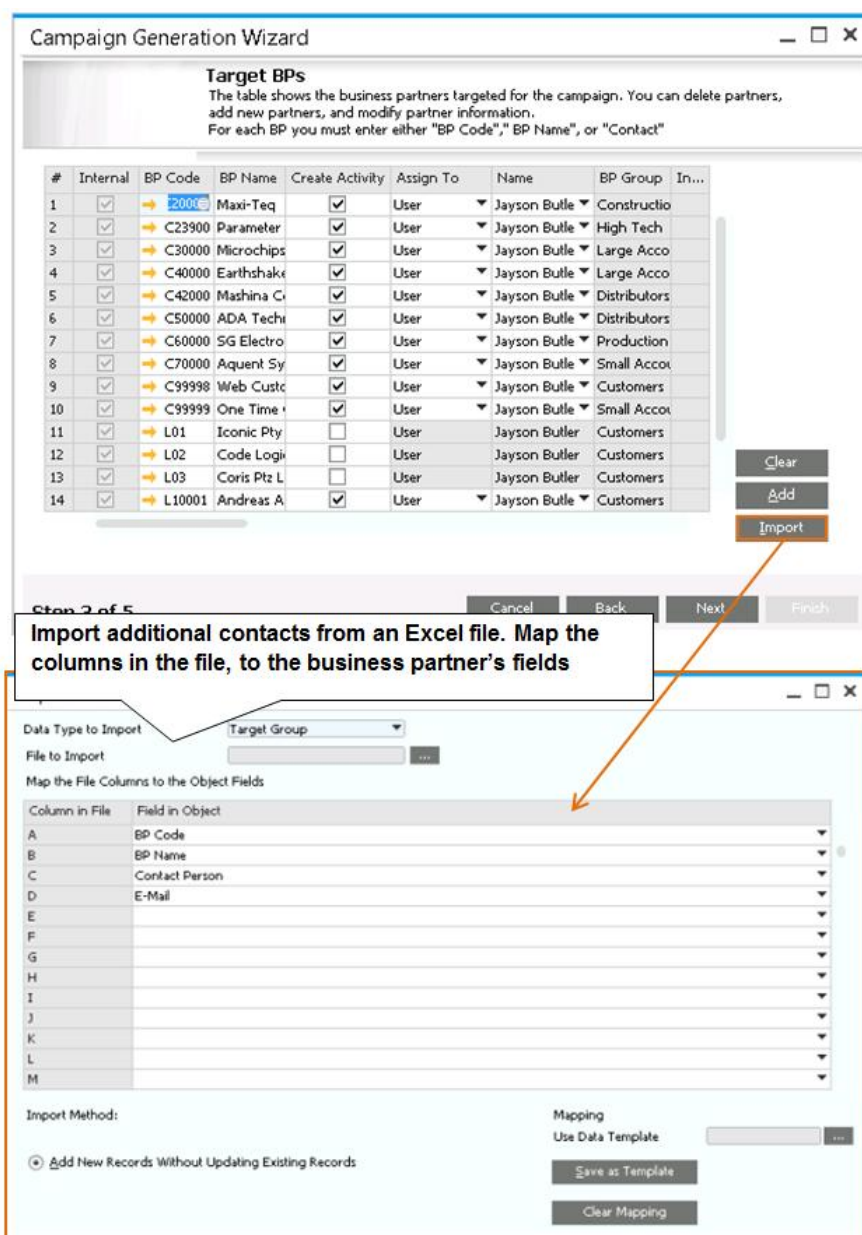 Campaign Generation Wizard
Target BPs
The table shows the business partners targeted for the campaign. You can delete partners,
add new partners, and modify partner information.
For each BP you must enter either "BP Code"," BP Name", or "Contact"
# Internal BP Code BP Name Create Activity Assign To Name BP Group In...
1 Maxi-Teq User Jayson Butle Constructio
2 C23900 Parameter User Jayson Butle High Tech
3 C30000 Microchips User Jayson Butle Large Acco
4 C40000 Earthshake User Jayson Butle Large Acco
5 C42000 Mashina C User Jayson Butle Distributors
6 C50000 ADA Techn User Jayson Butle Distributors
7 C60000 SG Electro User Jayson Butle Production
8 C70000 Aquent Sy User Jayson Butle Small Accou
9 C99998 Web Custo User Jayson Butle Customers
10 C99999 One Time User Jayson Butle Small Accou
11 L01 Iconic Pty User Jayson Butler Customers
12 L02 Code Logi User Jayson Butler Customers
13 L03 Coris Ptz L User Jayson Butler Customers
14 L10001 Andreas A User Jayson Butle Customers
Clear
Add
Import
of 5 Cancel Back Next Finish
Import additional contacts from an Excel file. Map the
columns in the file, to the business partner's fields
Data Type to Import Target Group
File to Import ...
Map the File Columns to the Object Fields
Column in File Field in Object
A BP Code
B BP Name
C Contact Person
D E-Mail
E
F
G
H
I
J
K
L
M
Import Method: Mapping
Use Data Template ...
Add New Records Without Updating Existing Records
Save as Template
Clear Mapping